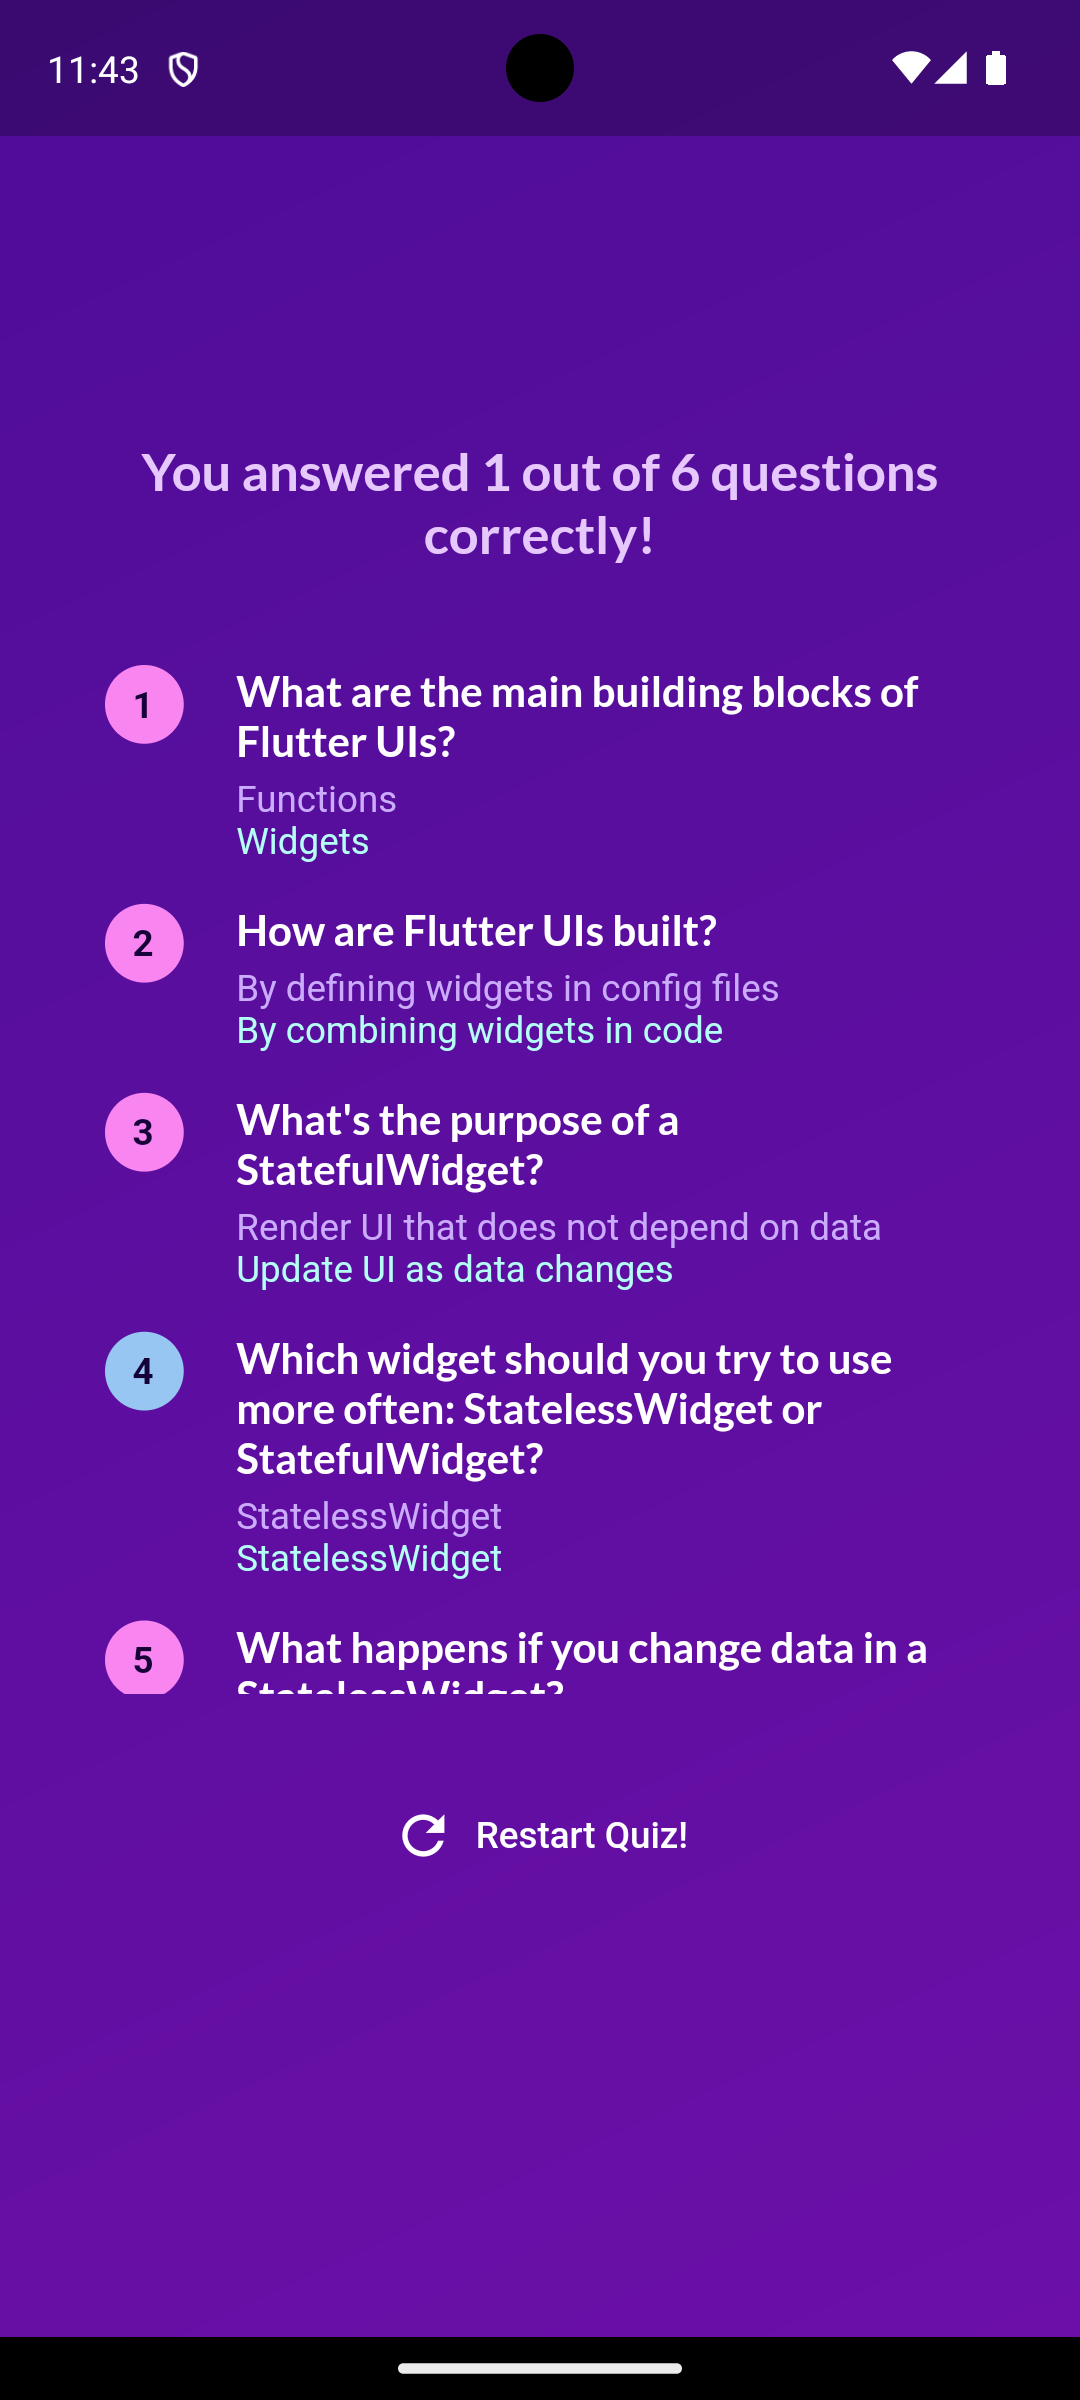 11:43
You answered 1 out of 6 questions
correctly!
1
What are the main building blocks of
Flutter UIs?
Functions
Widgets
2
How are Flutter UIs built?
By defining widgets in config files
By combining widgets in code
3
What's the purpose of a
StatefulWidget?
Render UI that does not depend on data
Update UI as data changes
4
Which widget should you try to use
more often: StatelessWidget or
StatefulWidget?
StatelessWidget
StatelessWidget
5
What happens if you change data in a
StatelessWidget?
Restart Quiz!